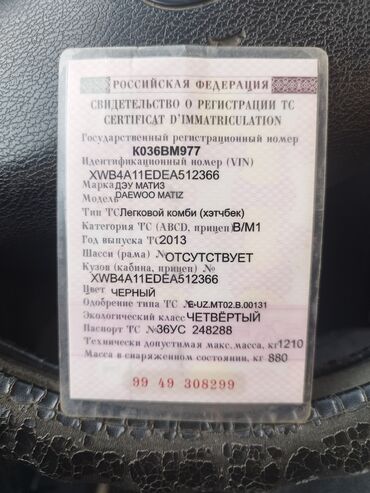 РОССИЙСКАЯ ФЕДЕРАЦИЯ
СВИДЕТЕЛЬСТВО О РЕГИСТРАЦИИ ТС
CERTIFICAT D'IMMATRICULATION
Государственный регистрационный номер
К036ВМ977
Идентификационный номер (VIN)
XWB4A11EDEA512366
Марка ДЭУ МАТИЗ
Модель DAEWOO MATIZ
Тип ТС Легковой комби (хэтчбек)
Категория ТС (ABCD, прицеп) B/M1
Год выпуска ТС 2013
Шасси (рама) № ОТСУТСТВУЕТ
Кузов (кабина, прицеп) №
XWB4A11EDEA512366
Цвет ЧЕРНЫЙ
Одобрение типа ТС № E-UZ.MT02.B.00131
Экологический класс ЧЕТВЁРТЫЙ
Паспорт ТС № 36УС 248288
Технически допустимая макс. масса, кг 1210
Масса в снаряженном состоянии, кг 880
99 49 308299